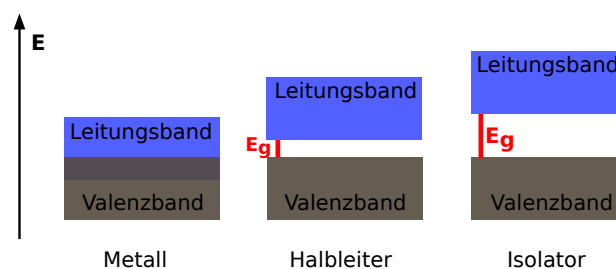 E
Leitungsband
Valenzband
Metall
Leitungsband
Eg
Valenzband
Halbleiter
Leitungsband
Eg
Valenzband
Isolator